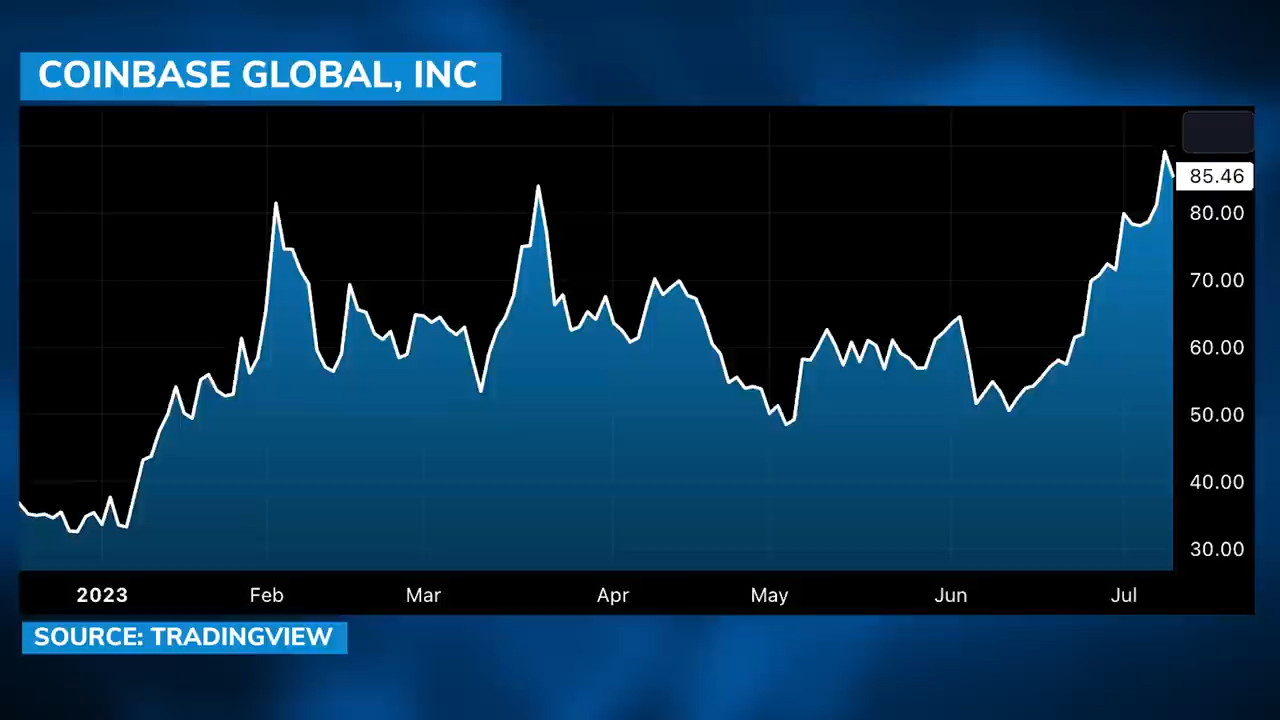 COINBASE GLOBAL, INC
85.46
80.00
70.00
60.00
50.00
40.00
30.00
2023 Feb Mar Apr May Jun Jul
SOURCE: TRADINGVIEW